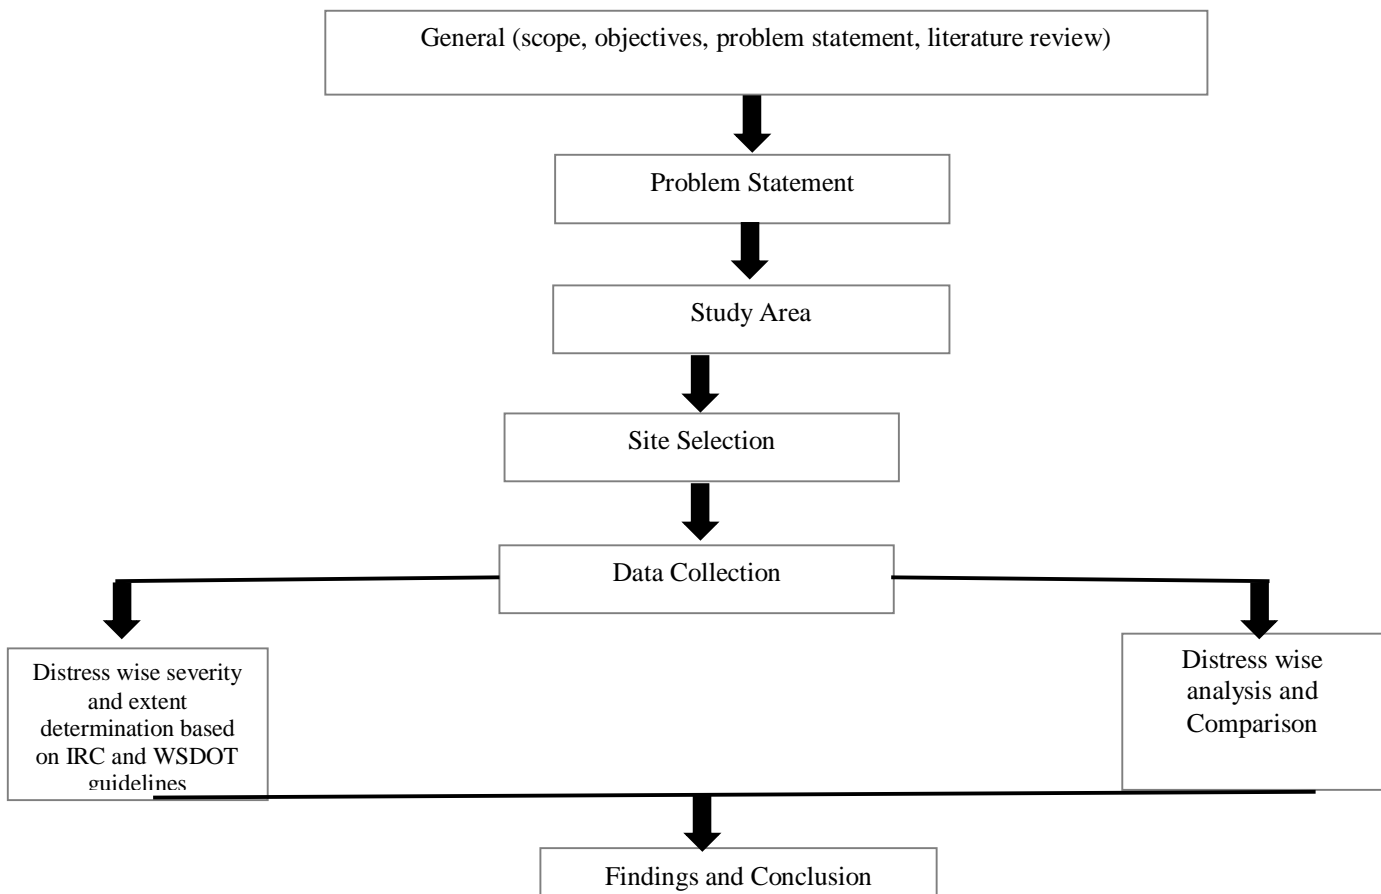 General (scope, objectives, problem statement, literature review)
Problem Statement
Study Area
Site Selection
Data Collection
Distress wise severity
and extent
determination based
on IRC and WSDOT
guidelines
Distress wise
analysis and
Comparison
Findings and Conclusion